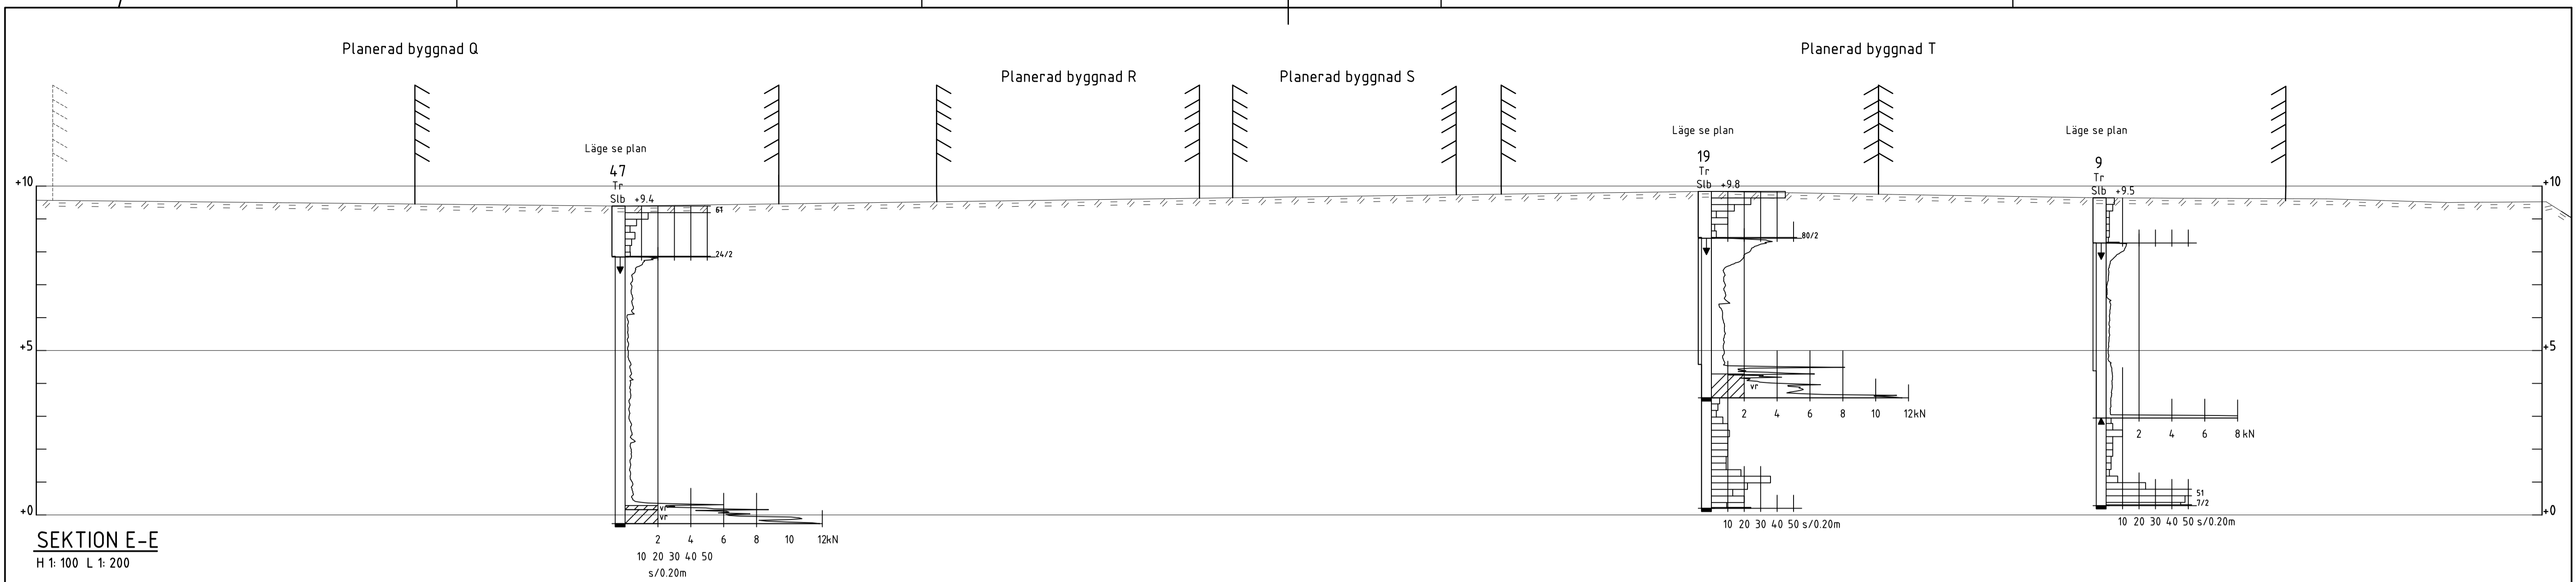 Planerad byggnad Q
Planerad byggnad T
Planerad byggnad R
Planerad byggnad S
Läge se plan
47
Tr
Slb +9.4
Läge se plan
19
Tr
Slb +9.8
Läge se plan
9
Tr
Slb +9.5
+10
+10
61
24/2
80/2
+5
+5
vr
2 4 6 8 10 12kN
2 4 6 8 kN
51
7/2
vr
vr
+0
+0
10 20 30 40 50 s/0.20m
10 20 30 40 50 s/0.20m
2 4 6 8 10 12kN
10 20 30 40 50
s/0.20m
SEKTION E-E
H 1: 100 L 1: 200